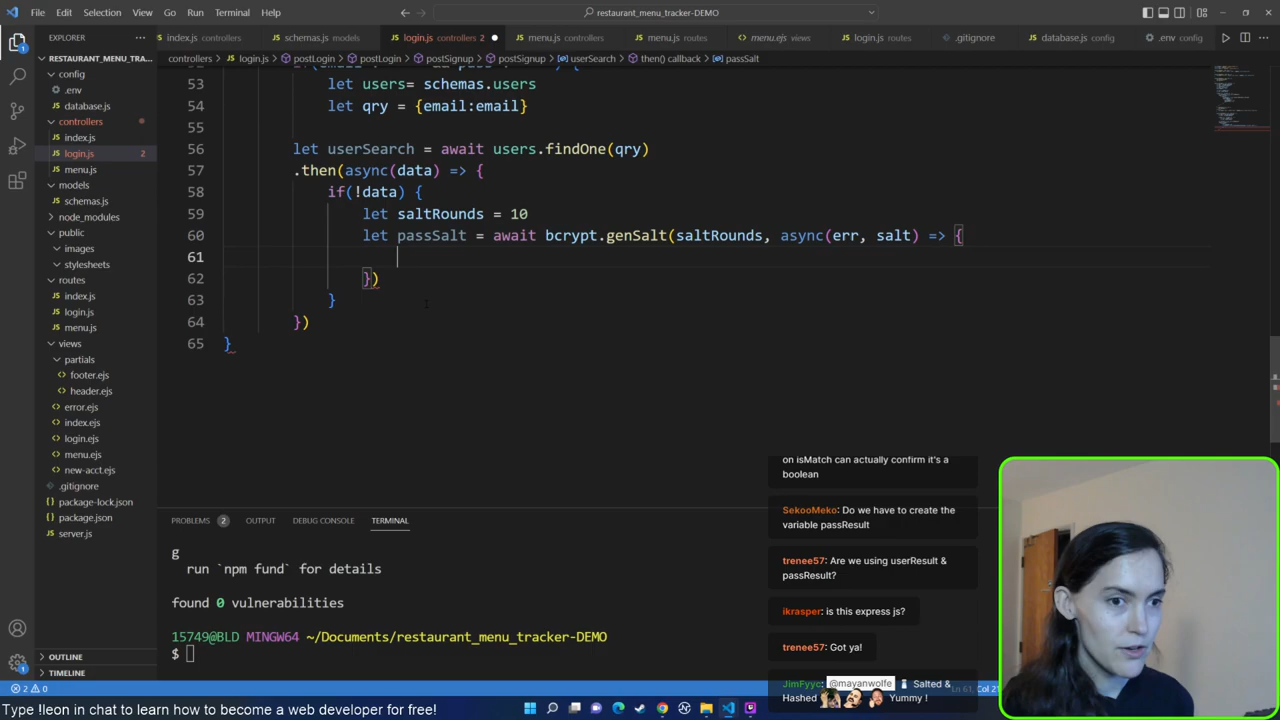 File Edit Selection View Go Run Terminal Help
restaurant_menu_tracker-DEMO
EXPLORER
index.js controllers
schemas.js models
login.js controllers 2
menu.js controllers
menu.js routes
menu.ejs views
login.js routes
.gitignore
database.js config
.env config
controllers > login.js > postLogin > postLogin > postSignup > postSignup > userSearch > then() callback > passSalt
RESTAURANT_MENU_TRA...
config
.env
database.js
controllers
index.js
login.js 2
menu.js
models
schemas.js
node_modules
public
images
stylesheets
routes
index.js
login.js
menu.js
views
partials
footer.ejs
header.ejs
error.ejs
index.ejs
login.ejs
menu.ejs
new-acct.ejs
.gitignore
package-lock.json
package.json
server.js
OUTLINE
TIMELINE
53 let users= schemas.users
54 let qry = {email:email}
55
56 let userSearch = await users.findOne(qry)
57 .then(async(data) => {
58 if(!data) {
59 let saltRounds = 10
60 let passSalt = await bcrypt.genSalt(saltRounds, async(err, salt) => {
61
62 })
63 }
64 })
65 }
PROBLEMS 2 OUTPUT DEBUG CONSOLE TERMINAL
g
run `npm fund` for details
found 0 vulnerabilities
15749@BLD MINGW64 ~/Documents/restaurant_menu_tracker-DEMO
$
on isMatch can actually confirm it's a
boolean
SekooMeko: Do we have to create the
variable passResult
trenee57: Are we using userResult &
passResult?
ikrasper: is this express js?
trenee57: Got ya!
JimFyyc: @mayanwolfe Salted &
Hashed Yummy !
2 0
Type !leon in chat to learn how to become a web developer for free!